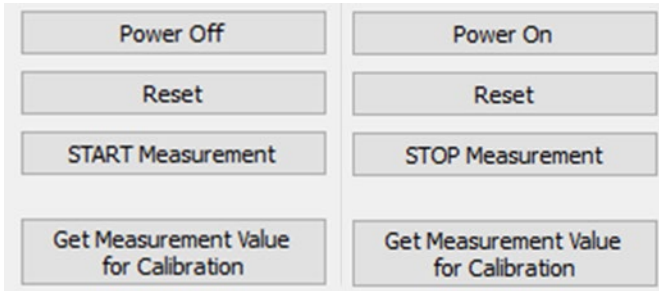 Power Off
Reset
START Measurement
Get Measurement Value
for Calibration
Power On
Reset
STOP Measurement
Get Measurement Value
for Calibration